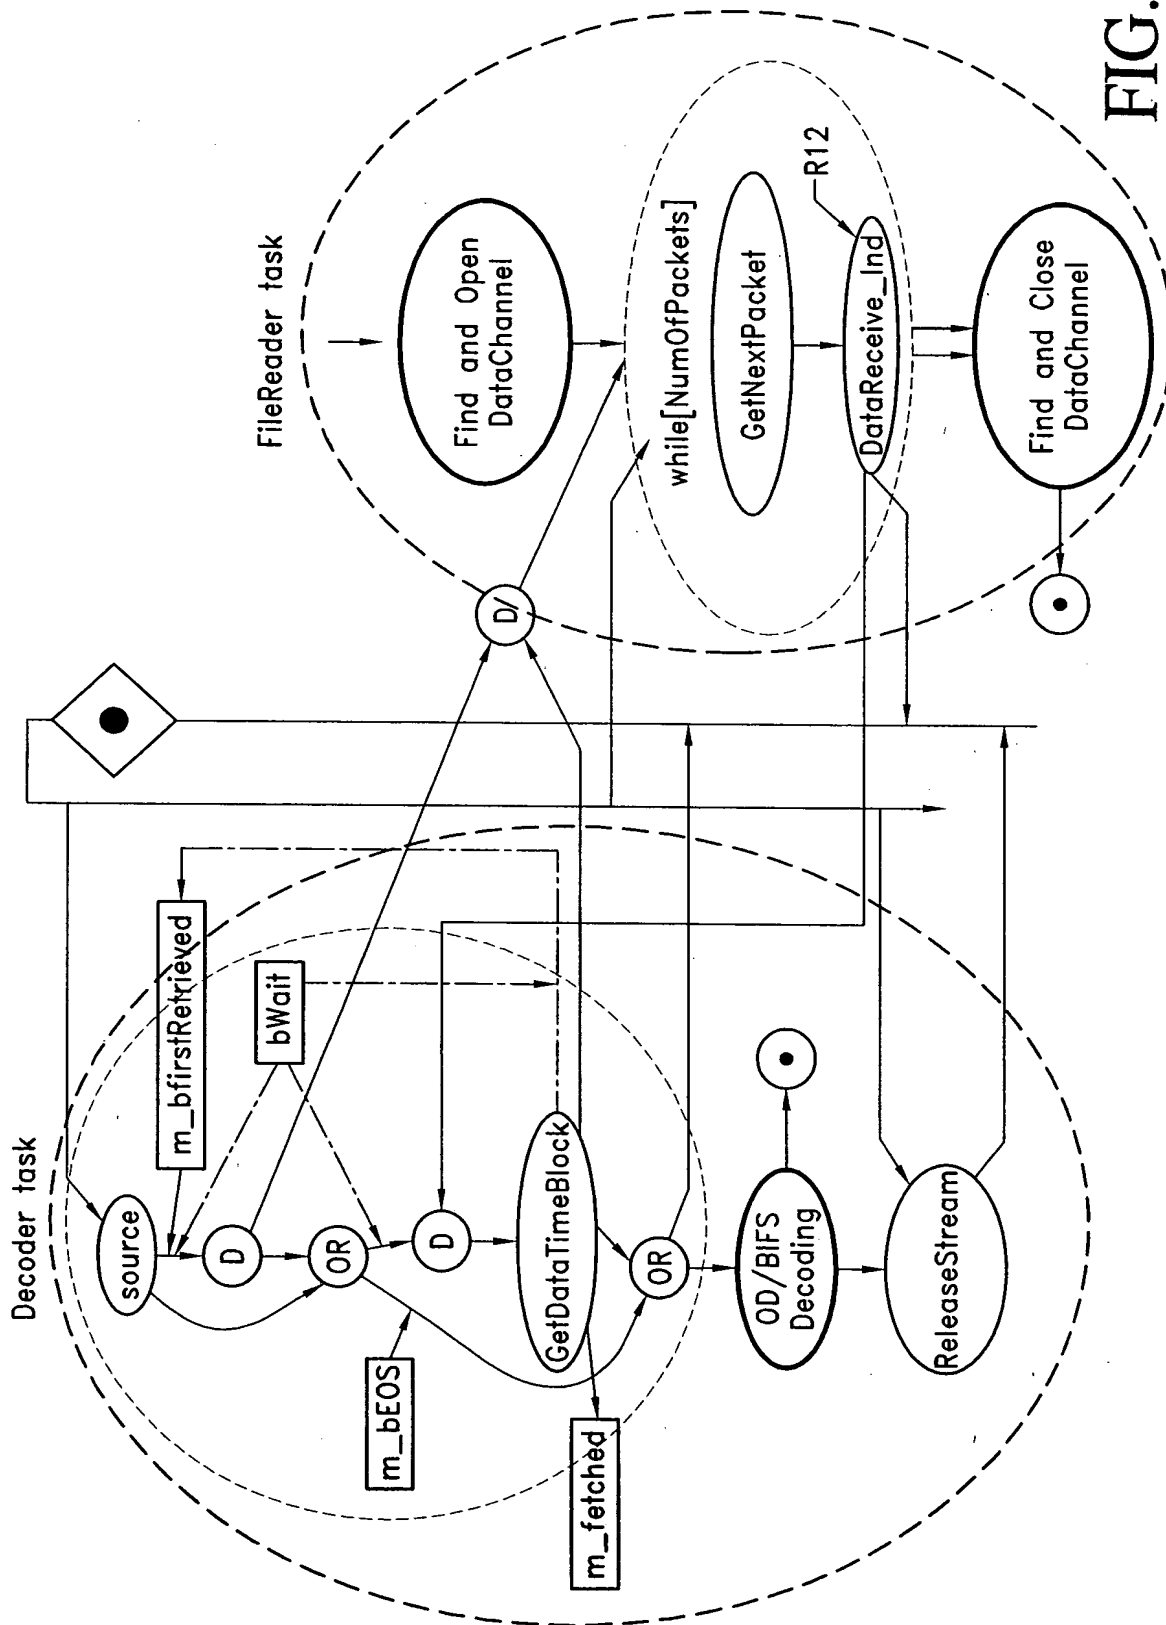 Decoder task
source
m_bfirstRetrieved
D
bWait
OR
m_bEOS
D
GetDataTimeBlock
m_fetched
OR
OD/BIFS
Decoding
ReleaseStream
D/
FileReader task
Find and Open
DataChannel
while[NumOfPackets]
GetNextPacket
R12
DataReceive_Ind
Find and Close
DataChannel
FIG.